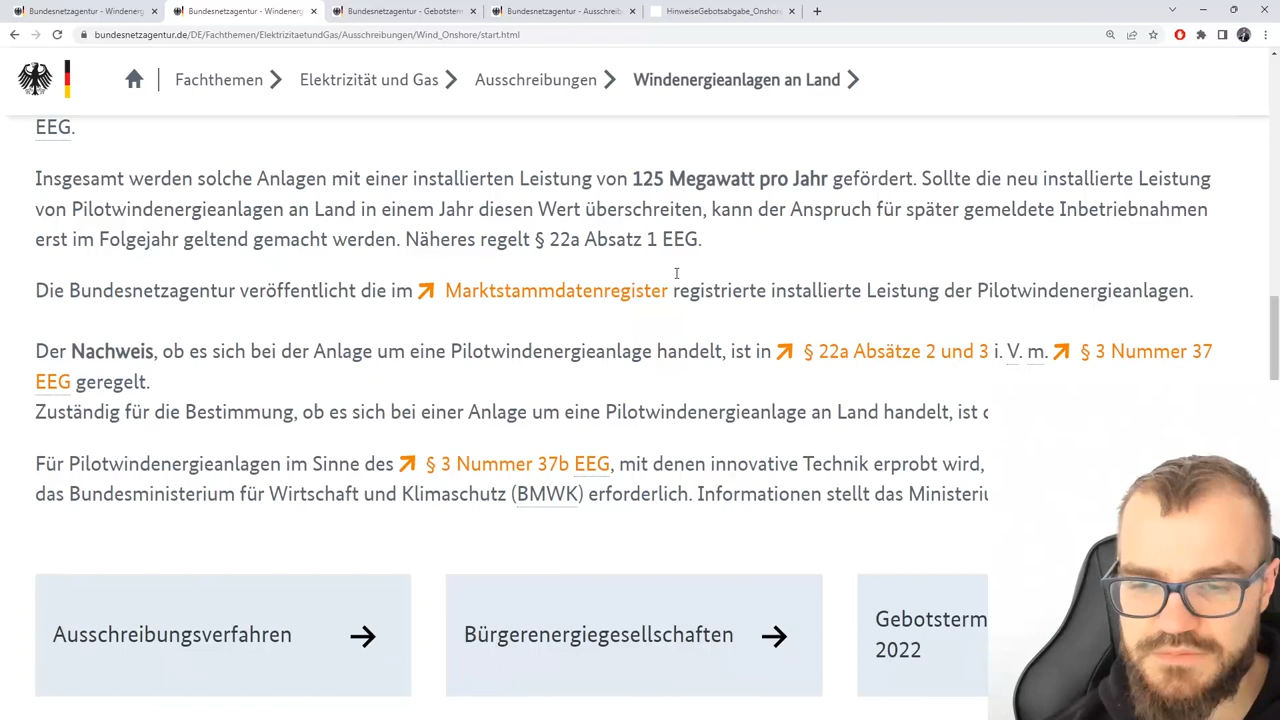 Bundesnetzagentur - Windenerg
Bundesnetzagentur - Windenerg
Bundesnetzagentur - Gebotsterm
Bundesnetzagentur - Ausschreib
HinweiseGebotsabgabe_Onshore
bundesnetzagentur.de/DE/Fachthemen/ElektrizitaetundGas/Ausschreibungen/Wind_Onshore/start.html
Fachthemen
Elektrizität und Gas
Ausschreibungen
Windenergieanlagen an Land
EEG.
Insgesamt werden solche Anlagen mit einer installierten Leistung von 125 Megawatt pro Jahr gefördert. Sollte die neu installierte Leistung
von Pilotwindenergieanlagen an Land in einem Jahr diesen Wert überschreiten, kann der Anspruch für später gemeldete Inbetriebnahmen
erst im Folgejahr geltend gemacht werden. Näheres regelt § 22a Absatz 1 EEG.
Die Bundesnetzagentur veröffentlicht die im Marktstammdatenregister registrierte installierte Leistung der Pilotwindenergieanlagen.
Der Nachweis, ob es sich bei der Anlage um eine Pilotwindenergieanlage handelt, ist in § 22a Absätze 2 und 3 i. V. m. § 3 Nummer 37
EEG geregelt.
Zuständig für die Bestimmung, ob es sich bei einer Anlage um eine Pilotwindenergieanlage an Land handelt, ist
Für Pilotwindenergieanlagen im Sinne des § 3 Nummer 37b EEG, mit denen innovative Technik erprobt wird,
das Bundesministerium für Wirtschaft und Klimaschutz (BMWK) erforderlich. Informationen stellt das Ministeriu
Ausschreibungsverfahren
Bürgerenergiegesellschaften
Gebotsterm
2022